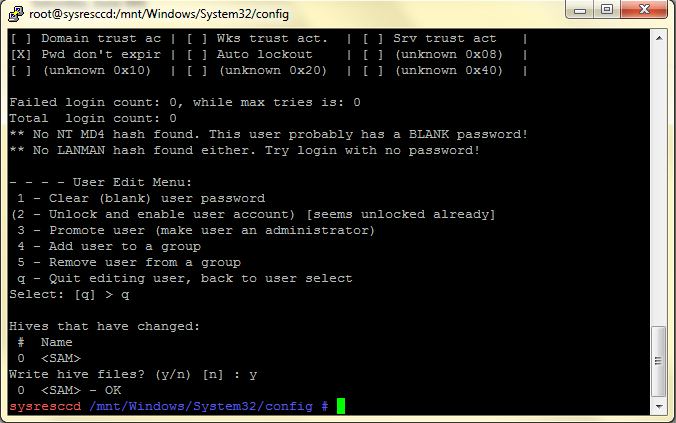 root@sysresccd:/mnt/Windows/System32/config
[ ] Domain trust ac | [ ] Wks trust act.  | [ ] Srv trust act   |
[X] Pwd don't expir | [ ] Auto lockout    | [ ] (unknown 0x08)  |
[ ] (unknown 0x10)  | [ ] (unknown 0x20)  | [ ] (unknown 0x40)  |
Failed login count: 0, while max tries is: 0
Total  login count: 0
** No NT MD4 hash found. This user probably has a BLANK password!
** No LANMAN hash found either. Try login with no password!
- - - - User Edit Menu:
 1 - Clear (blank) user password
(2 - Unlock and enable user account) [seems unlocked already]
 3 - Promote user (make user an administrator)
 4 - Add user to a group
 5 - Remove user from a group
 q - Quit editing user, back to user select
Select: [q] > q
Hives that have changed:
 #  Name
 0  <SAM>
Write hive files? (y/n) [n] : y
 0  <SAM> - OK
sysresccd /mnt/Windows/System32/config #